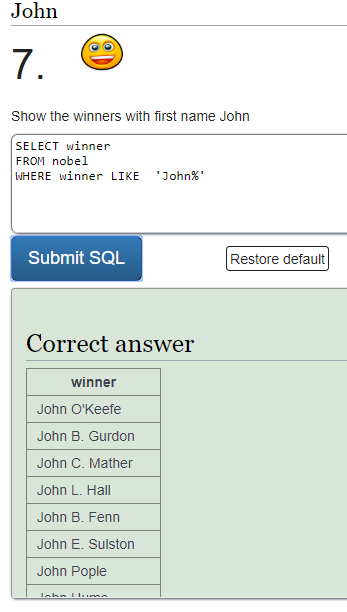 John
7.
Show the winners with first name John
SELECT winner
FROM nobel
WHERE winner LIKE  'John%'
Submit SQL
Restore default
Correct answer
winner
John O'Keefe
John B. Gurdon
John C. Mather
John L. Hall
John B. Fenn
John E. Sulston
John Pople
John Hume